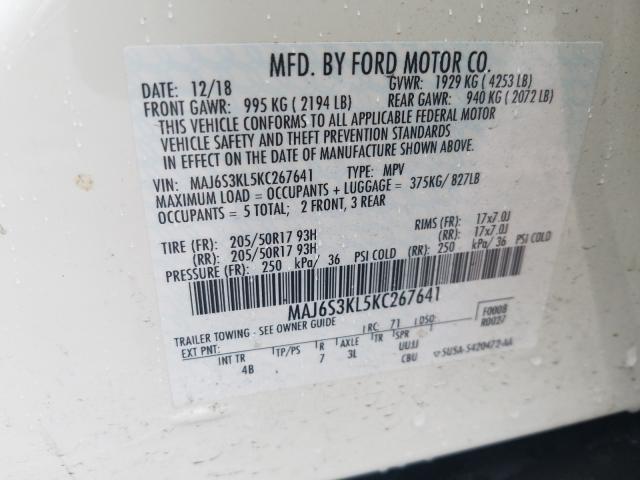 MFD. BY FORD MOTOR CO.
DATE: 12/18 GVWR: 1929 KG ( 4253 LB)
FRONT GAWR: 995 KG ( 2194 LB) REAR GAWR: 940 KG ( 2072 LB)
THIS VEHICLE CONFORMS TO ALL APPLICABLE FEDERAL MOTOR
VEHICLE SAFETY AND THEFT PREVENTION STANDARDS
IN EFFECT ON THE DATE OF MANUFACTURE SHOWN ABOVE.
VIN: MAJ6S3KL5KC267641 TYPE: MPV
MAXIMUM LOAD = OCCUPANTS + LUGGAGE = 375KG/ 827LB
OCCUPANTS = 5 TOTAL; 2 FRONT, 3 REAR
TIRE (FR): 205/50R17 93H RIMS (FR): 17x7.0J
(RR): 205/50R17 93H (RR): 17x7.0J
PRESSURE (FR): 250 kPa/ 36 PSI COLD (RR): 250 kPa/ 36 PSI COLD
MAJ6S3KL5KC267641
TRAILER TOWING - SEE OWNER GUIDE RC: 71 DSO: F0008
R0027
EXT PNT: INT TR TP/PS R AXLE TR SPR
4B 7 3L UUJJ
CBU 5U5A-5420472-AA